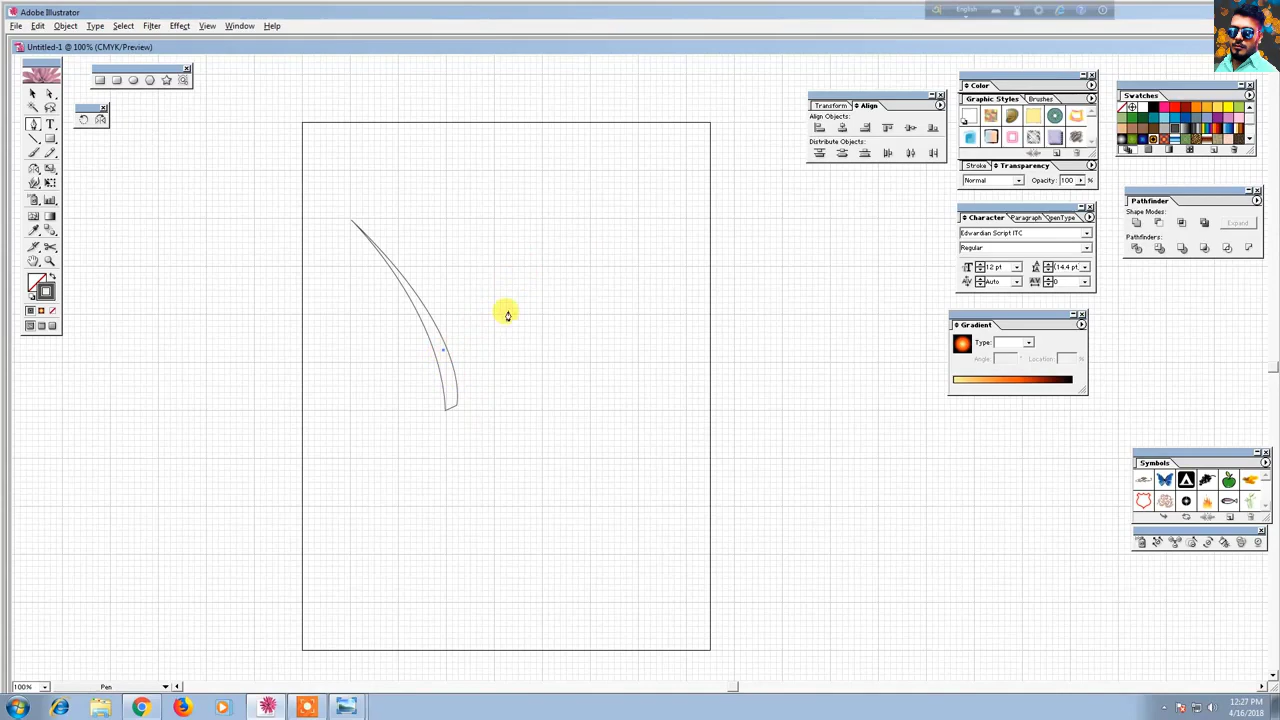 Adobe Illustrator
English
File Edit Object Type Select Filter Effect View Window Help
Untitled-1 @ 100% (CMYK/Preview)
Color
Graphic Styles Brushes
Stroke Transparency
Normal Opacity: 100 %
Transform Align
Align Objects:
Distribute Objects:
Swatches
Pathfinder
Shape Modes:
Expand
Pathfinders:
Character Paragraph OpenType
Edwardian Script ITC
Regular
12 pt (14.4 pt
Auto 0
Gradient
Type:
Angle: Location: %
Symbols
100% Pen
12:27 PM
4/16/2018